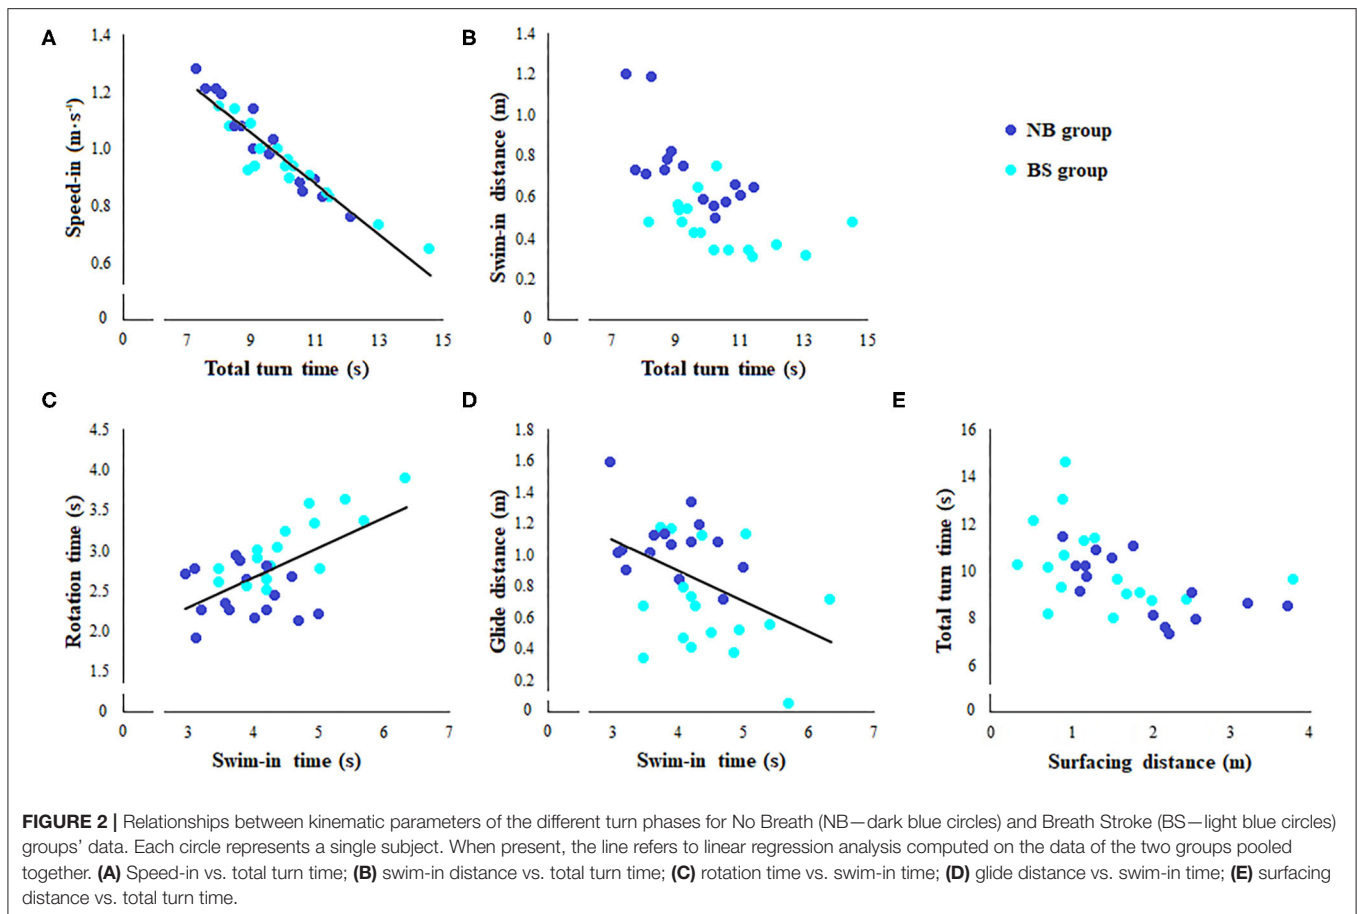 A
1.4
1.2
1.0
0.8
0.6
0
Speed-in (m·s⁻¹)
0 7 9 11 13 15
Total turn time (s)
B
1.4
1.2
1.0
0.8
0.6
0.4
0.2
0
Swim-in distance (m)
0 7 9 11 13 15
Total turn time (s)
NB group
BS group
C
4.5
4.0
3.5
3.0
2.5
2.0
1.5
0
Rotation time (s)
0 3 4 5 6 7
Swim-in time (s)
D
1.8
1.6
1.4
1.2
1.0
0.8
0.6
0.4
0.2
0
Glide distance (m)
0 3 4 5 6 7
Swim-in time (s)
E
16
14
12
10
8
6
0
Total turn time (s)
0 1 2 3 4
Surfacing distance (m)
FIGURE 2 | Relationships between kinematic parameters of the different turn phases for No Breath (NB—dark blue circles) and Breath Stroke (BS—light blue circles)
groups' data. Each circle represents a single subject. When present, the line refers to linear regression analysis computed on the data of the two groups pooled
together. (A) Speed-in vs. total turn time; (B) swim-in distance vs. total turn time; (C) rotation time vs. swim-in time; (D) glide distance vs. swim-in time; (E) surfacing
distance vs. total turn time.